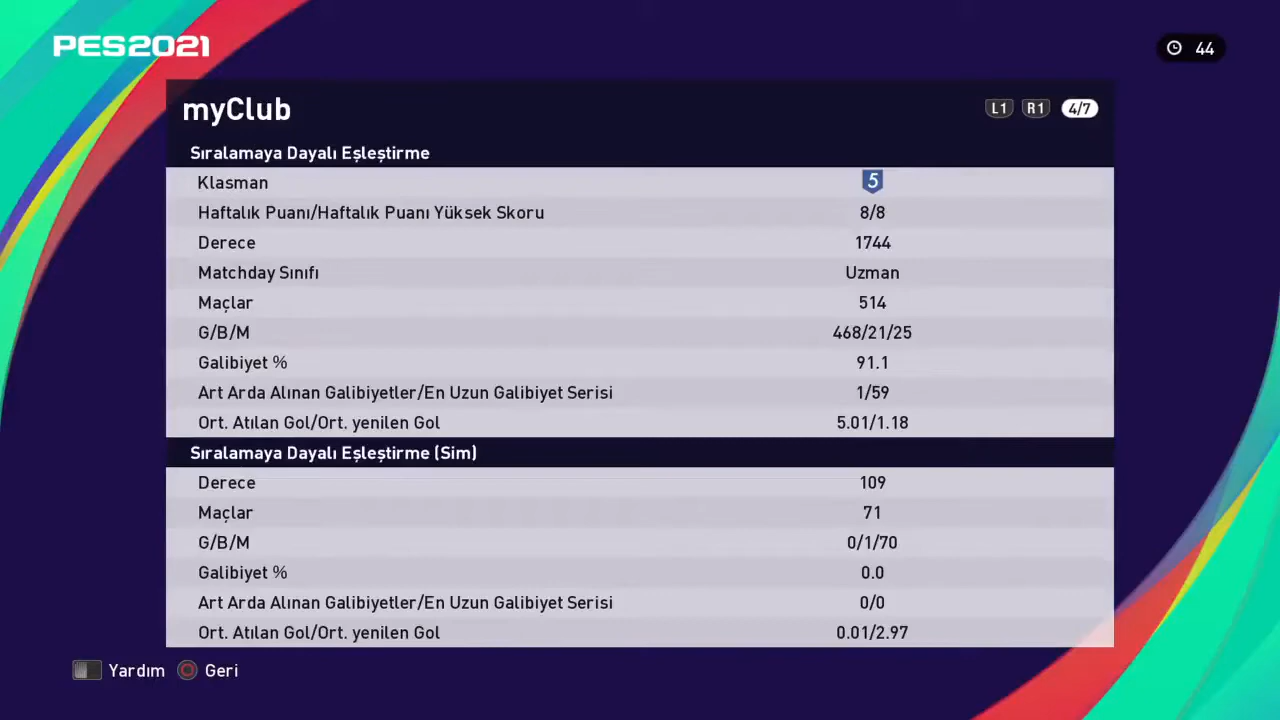 PES2021
44
myClub
L1 R1 4/7
Sıralamaya Dayalı Eşleştirme
Klasman 5
Haftalık Puanı/Haftalık Puanı Yüksek Skoru 8/8
Derece 1744
Matchday Sınıfı Uzman
Maçlar 514
G/B/M 468/21/25
Galibiyet % 91.1
Art Arda Alınan Galibiyetler/En Uzun Galibiyet Serisi 1/59
Ort. Atılan Gol/Ort. yenilen Gol 5.01/1.18
Sıralamaya Dayalı Eşleştirme (Sim)
Derece 109
Maçlar 71
G/B/M 0/1/70
Galibiyet % 0.0
Art Arda Alınan Galibiyetler/En Uzun Galibiyet Serisi 0/0
Ort. Atılan Gol/Ort. yenilen Gol 0.01/2.97
Yardım Geri